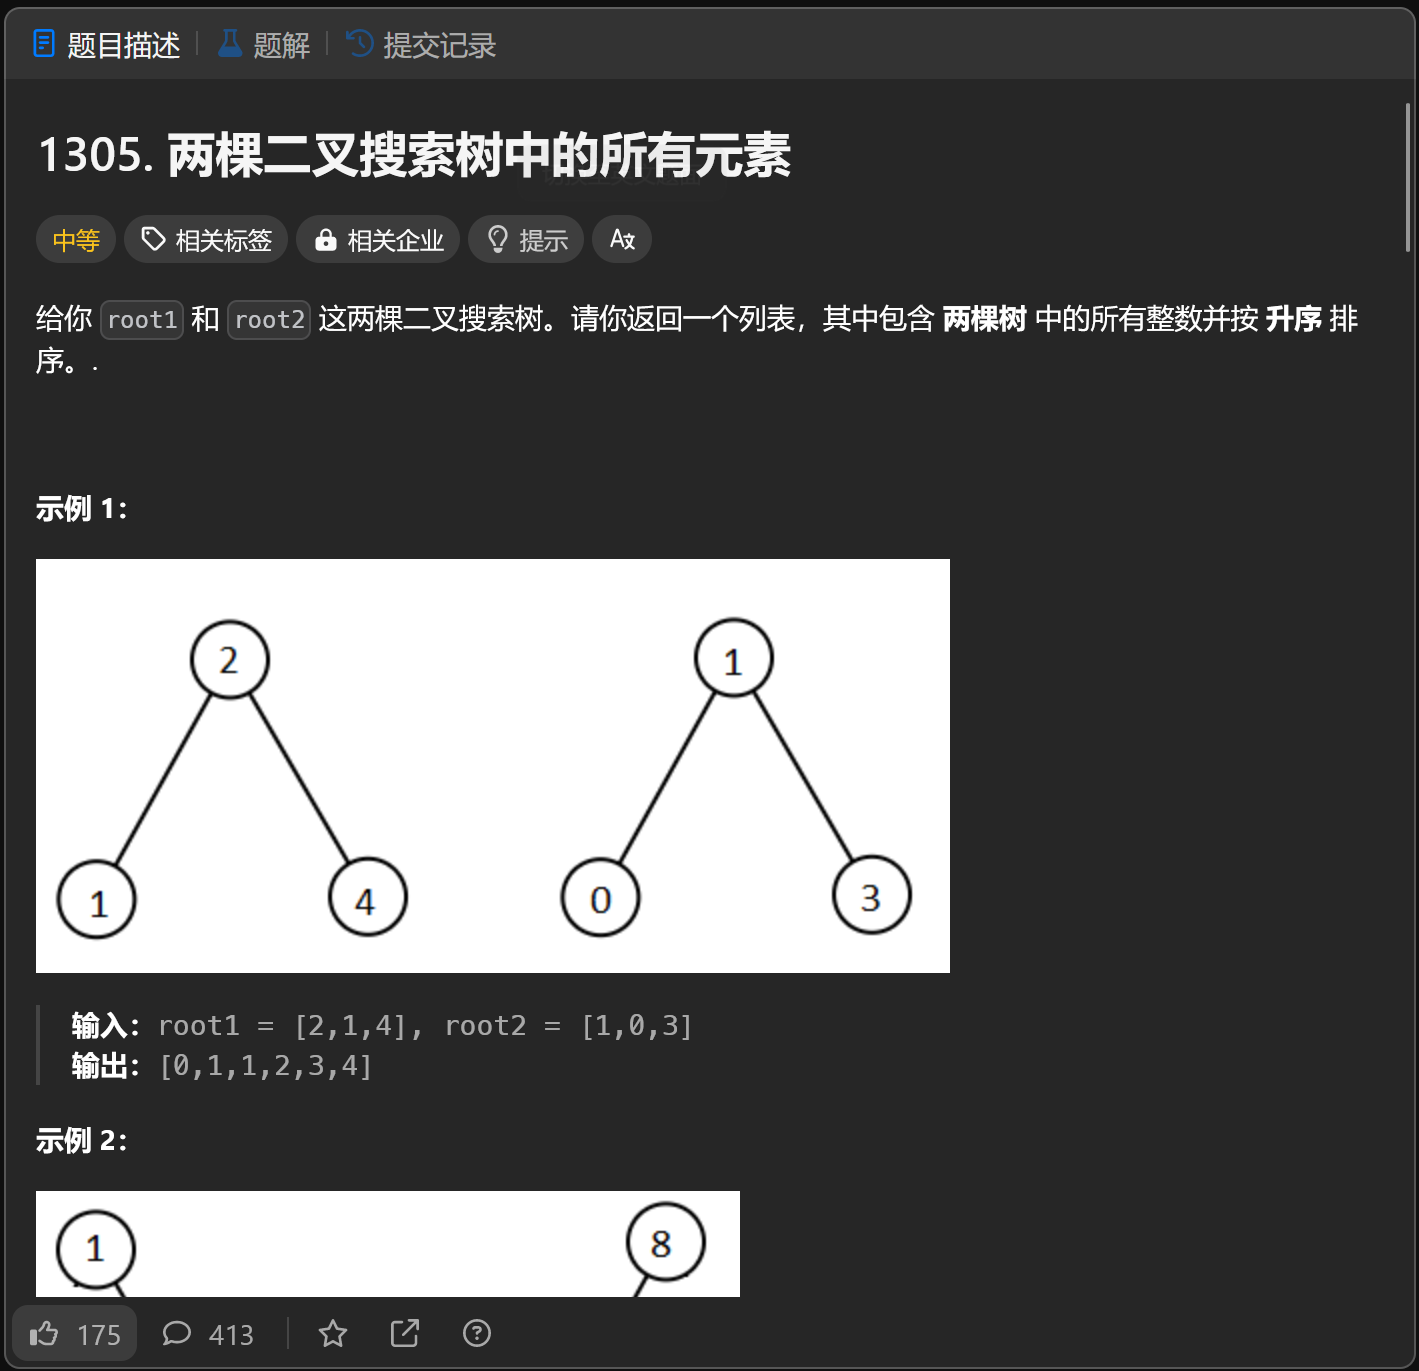 题目描述 | 题解 | 提交记录
1305. 两棵二叉搜索树中的所有元素
中等 相关标签 相关企业 提示
给你 root1 和 root2 这两棵二叉搜索树。请你返回一个列表，其中包含 两棵树 中的所有整数并按 升序 排
序。.
示例 1：
2 1
1 4 0 3
输入：root1 = [2,1,4], root2 = [1,0,3]
输出：[0,1,1,2,3,4]
示例 2：
1 8
175 413